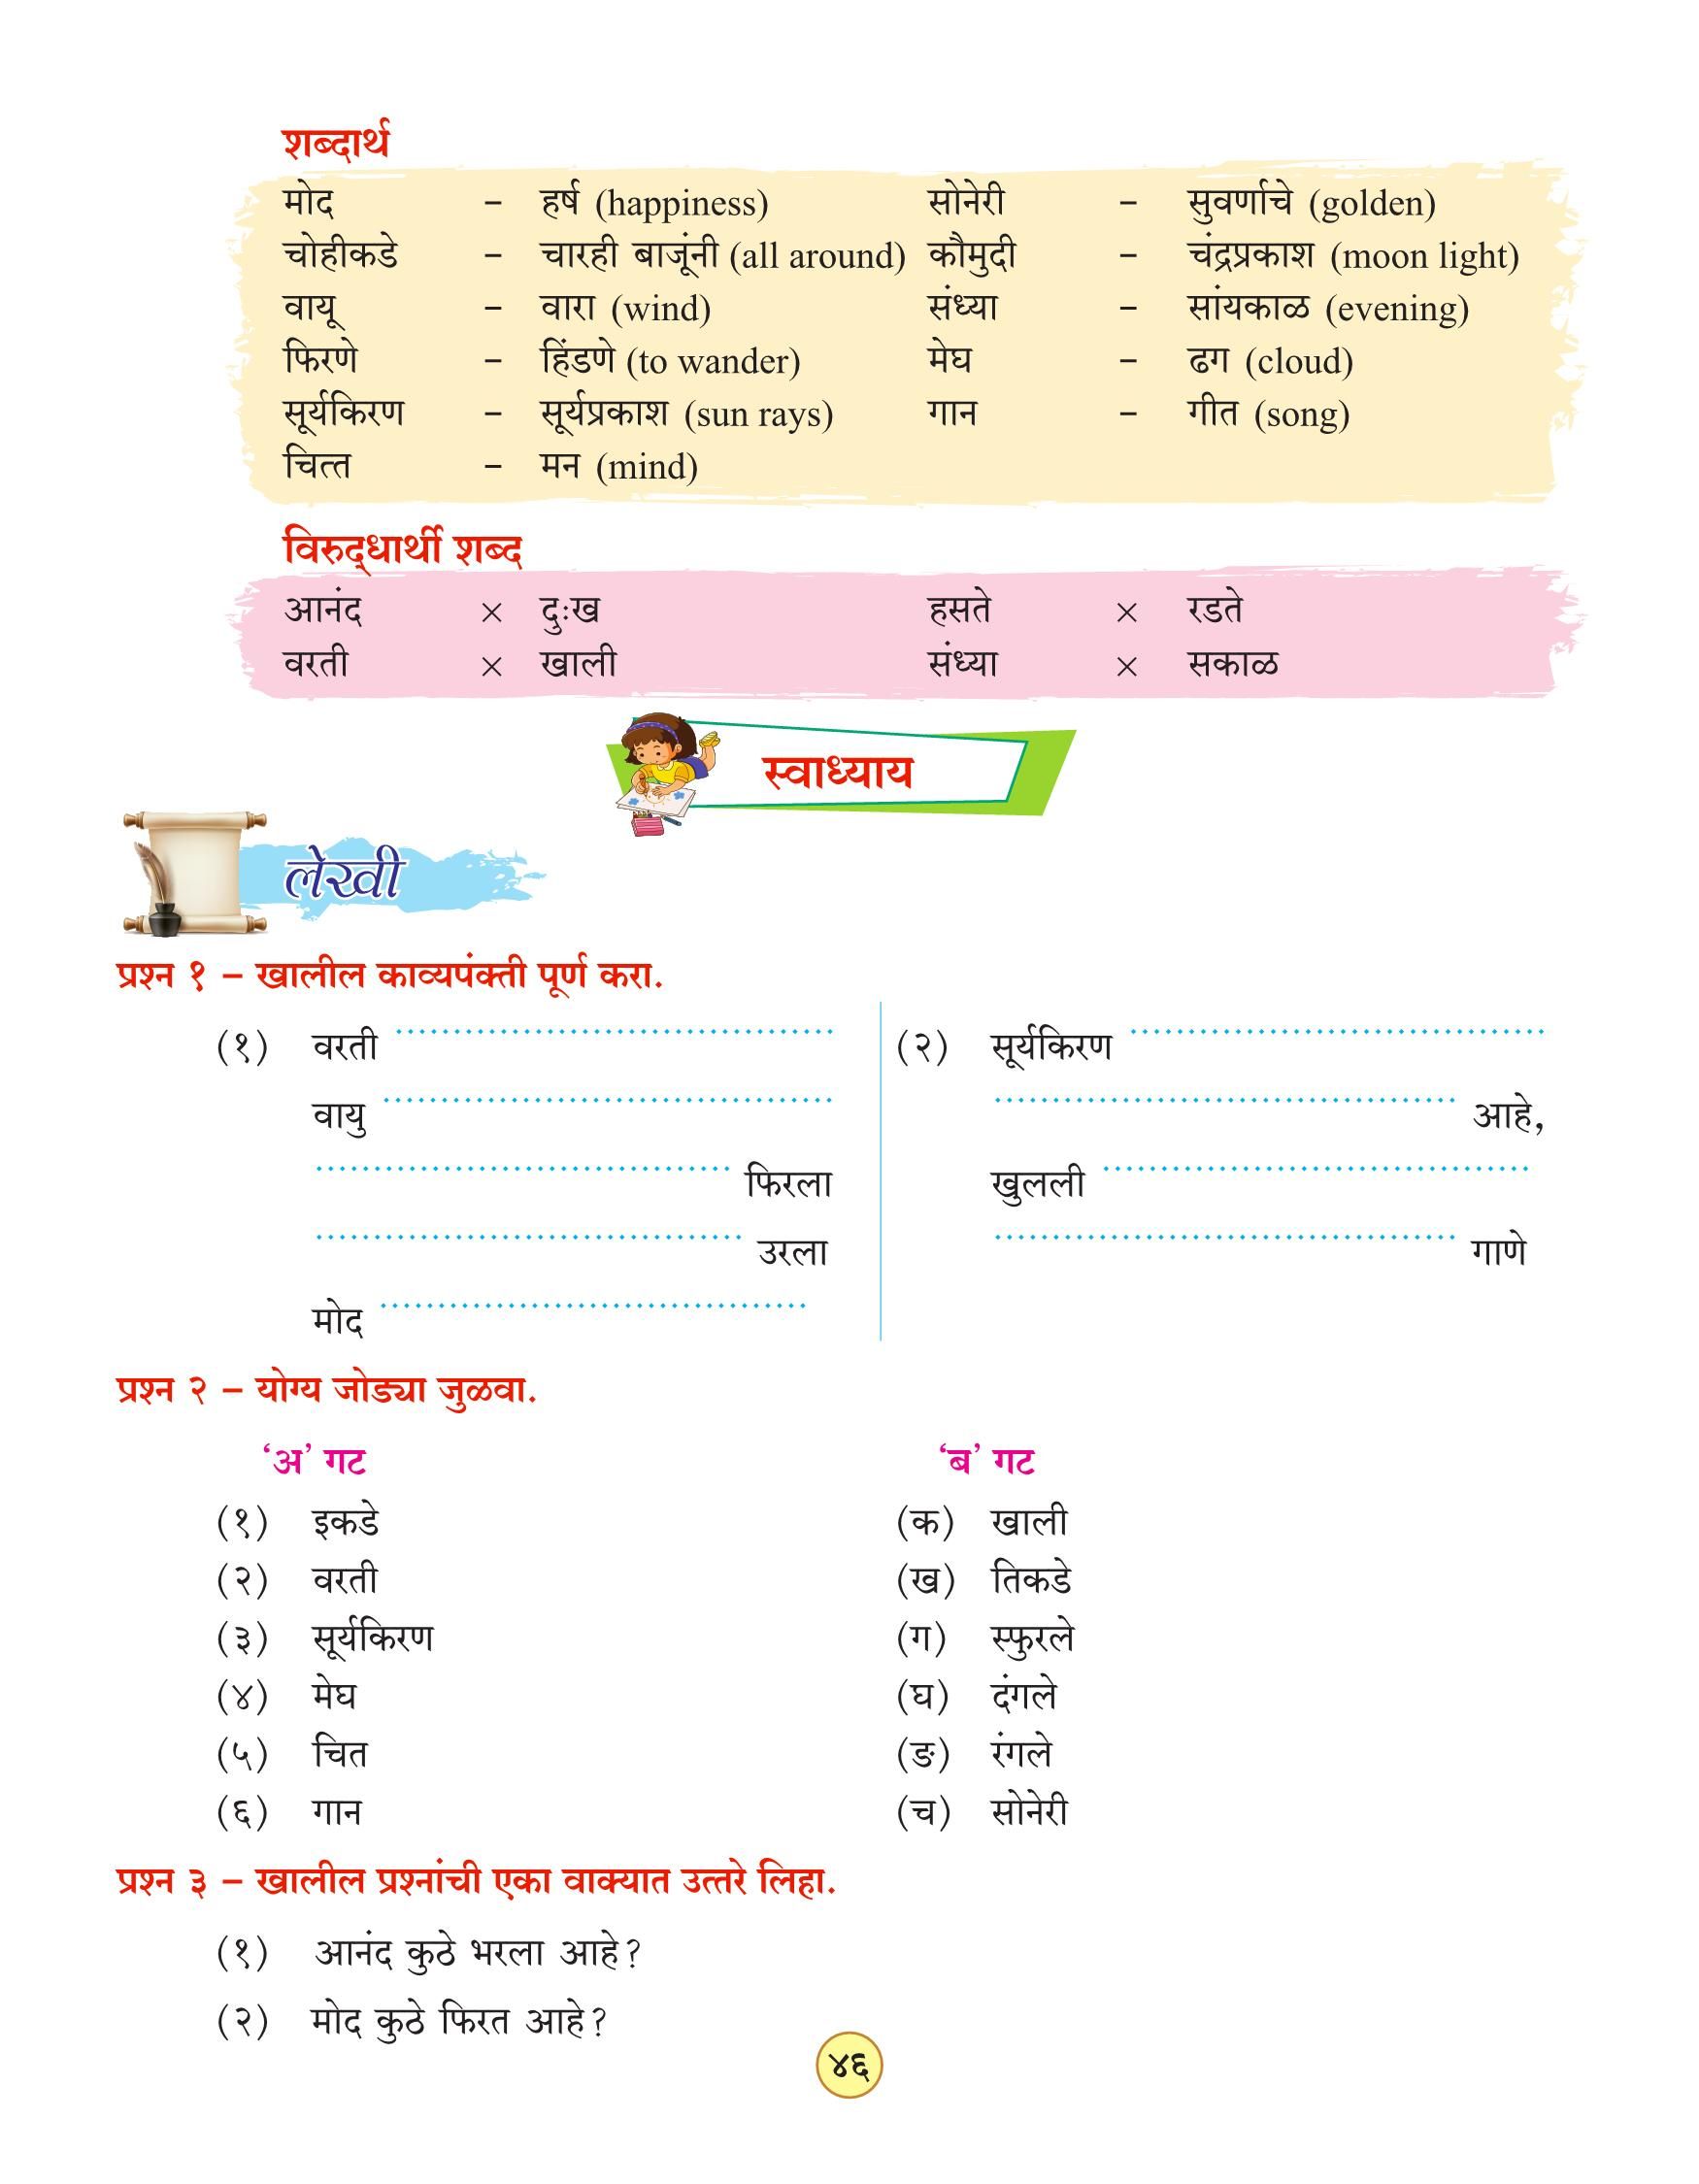 शब्दार्थ
मोद – हर्ष (happiness) सोनेरी – सुवर्णाचे (golden)
चोहीकडे – चारही बाजूंनी (all around) कौमुदी – चंद्रप्रकाश (moon light)
वायू – वारा (wind) संध्या – सांयकाळ (evening)
फिरणे – हिंडणे (to wander) मेघ – ढग (cloud)
सूर्यकिरण – सूर्यप्रकाश (sun rays) गान – गीत (song)
चित्त – मन (mind)
विरुद्धार्थी शब्द
आनंद × दुःख हसते × रडते
वरती × खाली संध्या × सकाळ
स्वाध्याय
लेखी
प्रश्न १ – खालील काव्यपंक्ती पूर्ण करा.
(१) वरती ...................................... (२) सूर्यकिरण ....................................
वायु ....................................... ........................................ आहे,
.................................... फिरला खुलली .....................................
..................................... उरला ........................................ गाणे
मोद .....................................
प्रश्न २ – योग्य जोड्या जुळवा.
‘अ’ गट ‘ब’ गट
(१) इकडे (क) खाली
(२) वरती (ख) तिकडे
(३) सूर्यकिरण (ग) स्फुरले
(४) मेघ (घ) दंगले
(५) चित (ङ) रंगले
(६) गान (च) सोनेरी
प्रश्न ३ – खालील प्रश्नांची एका वाक्यात उत्तरे लिहा.
(१) आनंद कुठे भरला आहे?
(२) मोद कुठे फिरत आहे?
४६